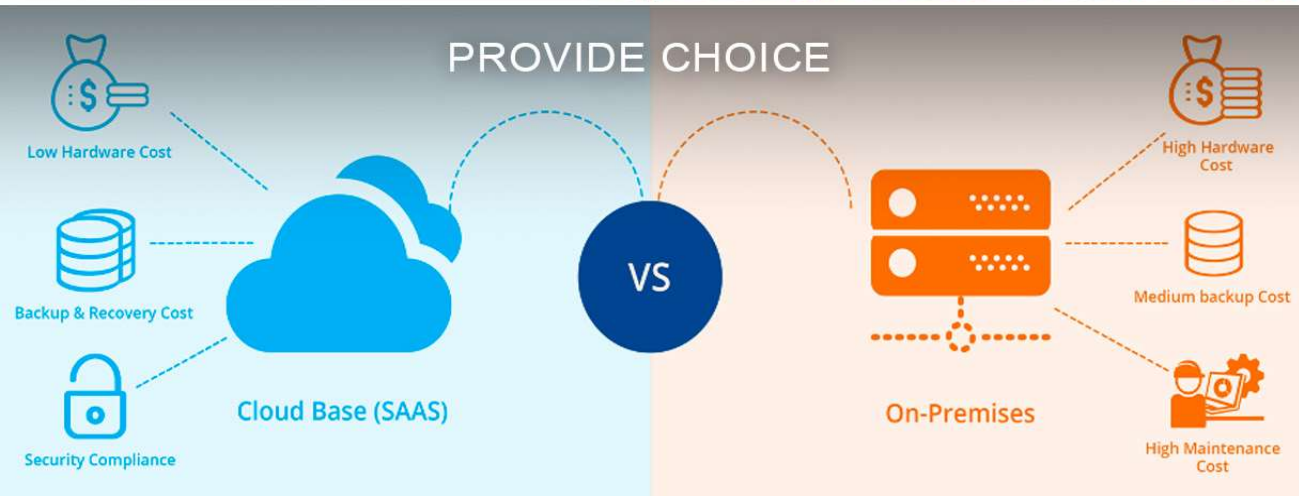 PROVIDE CHOICE
Low Hardware Cost
Backup & Recovery Cost
Security Compliance
Cloud Base (SAAS)
VS
On-Premises
High Hardware
Cost
Medium backup Cost
High Maintenance
Cost